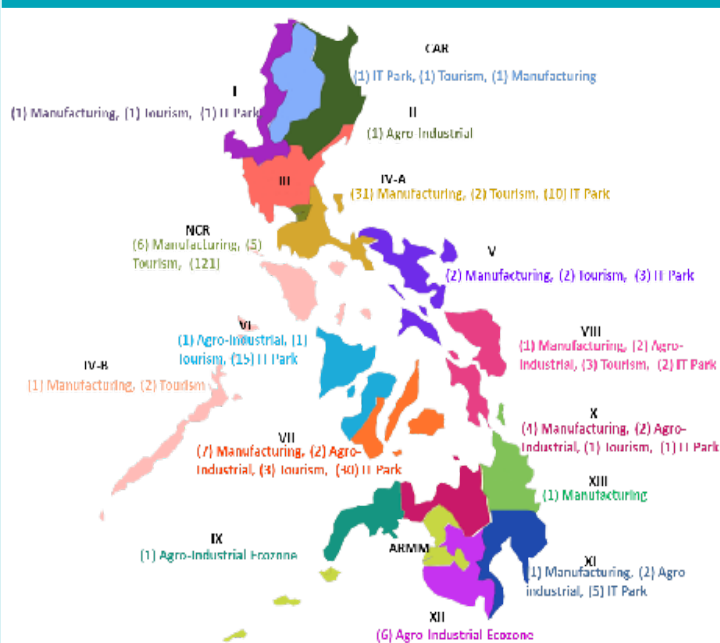 CAR
(1) IT Park, (1) Tourism, (1) Manufacturing
I
(1) Manufacturing, (1) Tourism, (1) IT Park
II
(1) Agro-Industrial
III
IV-A
(31) Manufacturing, (2) Tourism, (10) IT Park
NCR
(6) Manufacturing, (5)
Tourism, (121)
V
(2) Manufacturing, (2) Tourism, (3) IT Park
VI
(1) Agro-Industrial, (1)
Tourism, (15) IT Park
VIII
(1) Manufacturing, (2) Agro-
Industrial, (3) Tourism, (2) IT Park
IV-B
(1) Manufacturing, (2) Tourism
X
(4) Manufacturing, (2) Agro-
Industrial, (1) Tourism, (1) IT Park
VII
(7) Manufacturing, (2) Agro-
Industrial, (3) Tourism, (30) IT Park
XIII
(1) Manufacturing
IX
(1) Agro-Industrial Ecozone
ARMM
XI
(1) Manufacturing, (2) Agro
industrial, (5) IT Park
XII
(6) Agro Industrial Ecozone